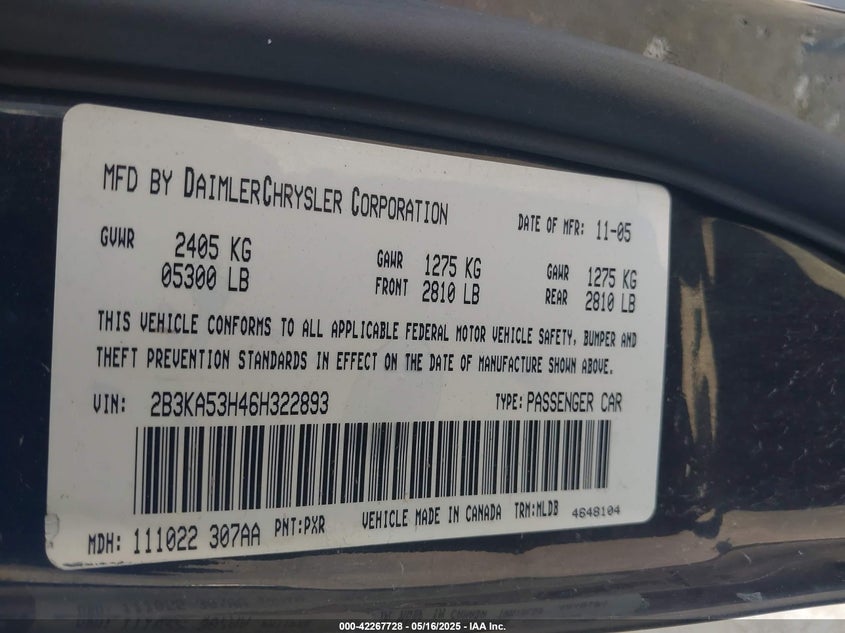 MFD BY DAIMLERCHRYSLER CORPORATION DATE OF MFR: 11-05
GVWR 2405 KG GAWR 1275 KG GAWR 1275 KG
05300 LB FRONT 2810 LB REAR 2810 LB
THIS VEHICLE CONFORMS TO ALL APPLICABLE FEDERAL MOTOR VEHICLE SAFETY, BUMPER AND
THEFT PREVENTION STANDARDS IN EFFECT ON THE DATE OF MANUFACTURE SHOWN ABOVE.
VIN: 2B3KA53H46H322893 TYPE: PASSENGER CAR
MDH: 111022 307AA PNT:PXR VEHICLE MADE IN CANADA TRM:MLDB 4648104
000-42267728 - 05/16/2025 - IAA Inc.